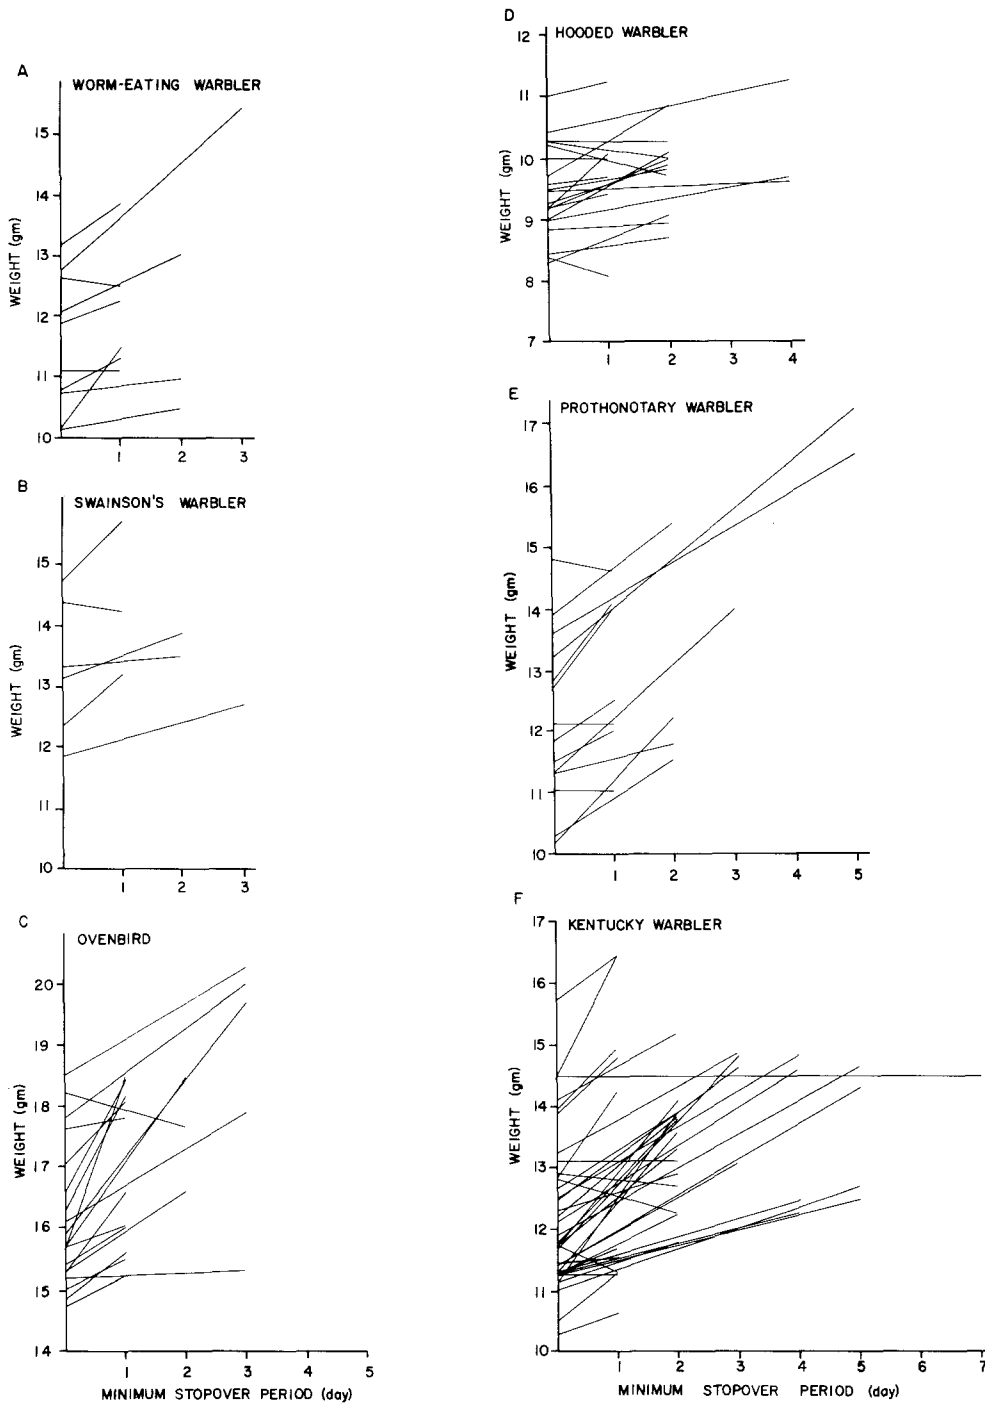 A
WORM-EATING WARBLER
15
14
13
12
11
10
WEIGHT (gm)
1 2 3
B
SWAINSON'S WARBLER
15
14
13
12
11
10
WEIGHT (gm)
1 2 3
C
OVENBIRD
20
19
18
17
16
15
14
WEIGHT (gm)
1 2 3 4 5
MINIMUM STOPOVER PERIOD (day)
D
HOODED WARBLER
12
11
10
9
8
7
WEIGHT (gm)
1 2 3 4
E
PROTHONOTARY WARBLER
17
16
15
14
13
12
11
10
WEIGHT (gm)
1 2 3 4 5
F
KENTUCKY WARBLER
17
16
15
14
13
12
11
10
WEIGHT (gm)
1 2 3 4 5 6 7
MINIMUM STOPOVER PERIOD (day)